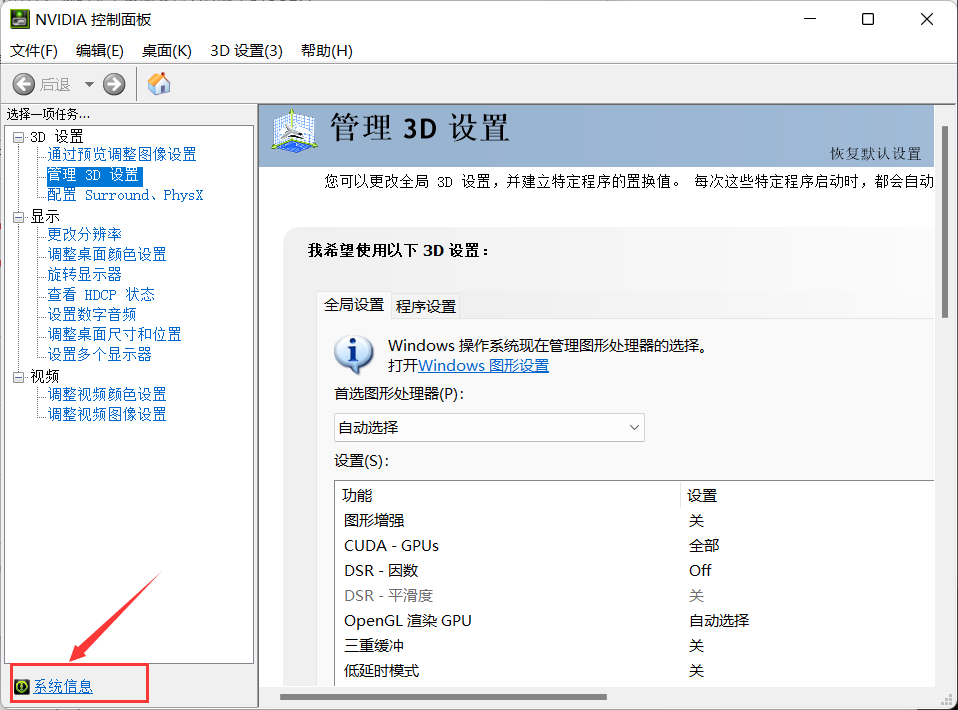 NVIDIA 控制面板
文件(F) 编辑(E) 桌面(K) 3D 设置(3) 帮助(H)
后退
选择一项任务...
3D 设置
通过预览调整图像设置
管理 3D 设置
配置 Surround、PhysX
显示
更改分辨率
调整桌面颜色设置
旋转显示器
查看 HDCP 状态
设置数字音频
调整桌面尺寸和位置
设置多个显示器
视频
调整视频颜色设置
调整视频图像设置
系统信息
管理 3D 设置
恢复默认设置
您可以更改全局 3D 设置，并建立特定程序的置换值。 每次这些特定程序启动时，都会自动
我希望使用以下 3D 设置：
全局设置 程序设置
Windows 操作系统现在管理图形处理器的选择。
打开Windows 图形设置
首选图形处理器(P)：
自动选择
设置(S)：
功能 设置
图形增强 关
CUDA - GPUs 全部
DSR - 因数 Off
DSR - 平滑度 关
OpenGL 渲染 GPU 自动选择
三重缓冲 关
低延时模式 关